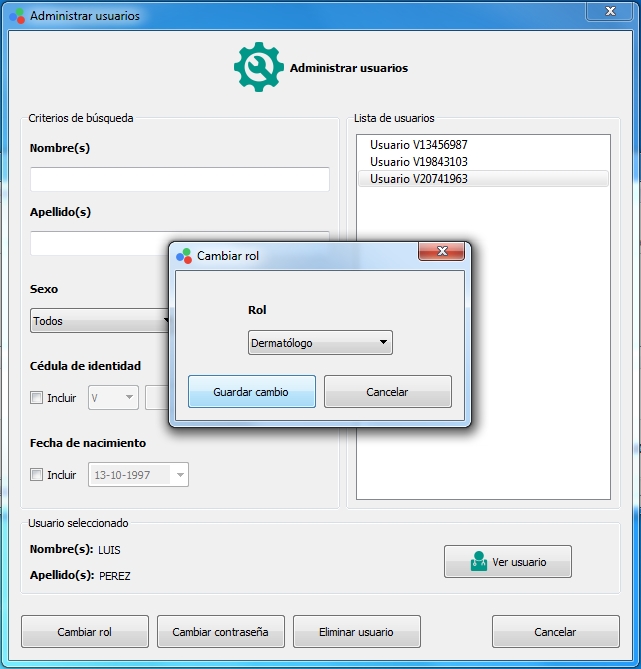 Administrar usuarios
Administrar usuarios
Criterios de búsqueda
Nombre(s)
Apellido(s)
Sexo
Todos
Cédula de identidad
Incluir
V
Fecha de nacimiento
Incluir
13-10-1997
Lista de usuarios
Usuario V13456987
Usuario V19843103
Usuario V20741963
Cambiar rol
Rol
Dermatólogo
Guardar cambio
Cancelar
Usuario seleccionado
Nombre(s): LUIS
Apellido(s): PEREZ
Ver usuario
Cambiar rol
Cambiar contraseña
Eliminar usuario
Cancelar